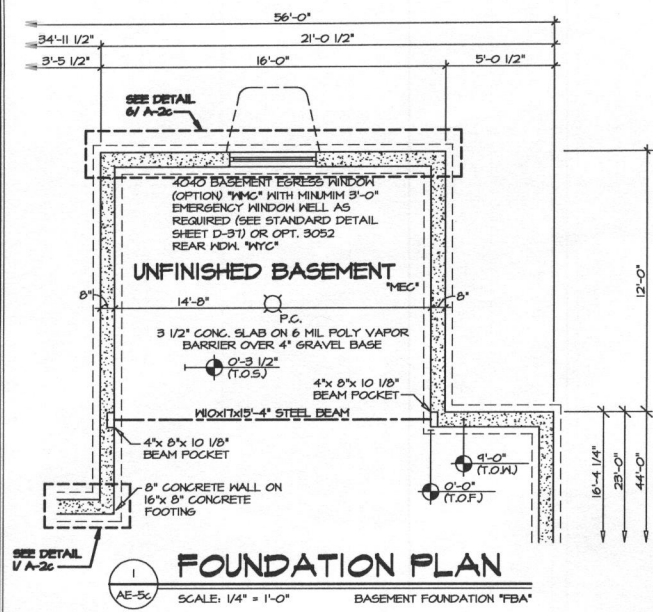 56'-0"
34'-11 1/2"
21'-0 1/2"
3'-5 1/2"
16'-0"
5'-0 1/2"
SEE DETAIL
6/ A-2c
4040 BASEMENT EGRESS WINDOW
(OPTION) "WMC" WITH MINUMIM 3'-0"
EMERGENCY WINDOW WELL AS
REQUIRED (SEE STANDARD DETAIL
SHEET D-37) OR OPT. 3052
REAR WDW. "WYC"
UNFINISHED BASEMENT
"MEC"
8"
14'-8"
8"
P.C.
12'-0"
3 1/2" CONC. SLAB ON 6 MIL POLY VAPOR
BARRIER OVER 4" GRAVEL BASE
0'-3 1/2"
(T.O.S.)
4"x 8"x 10 1/8"
BEAM POCKET
W10x17x15'-4" STEEL BEAM
4"x 8"x 10 1/8"
BEAM POCKET
9'-0"
(T.O.W.)
0'-0"
(T.O.F.)
16'-4 1/4"
23'-0"
44'-0"
8" CONCRETE WALL ON
16"x 8" CONCRETE
FOOTING
SEE DETAIL
1/ A-2c
1
AE-5c
FOUNDATION PLAN
SCALE: 1/4" = 1'-0"
BASEMENT FOUNDATION "FBA"